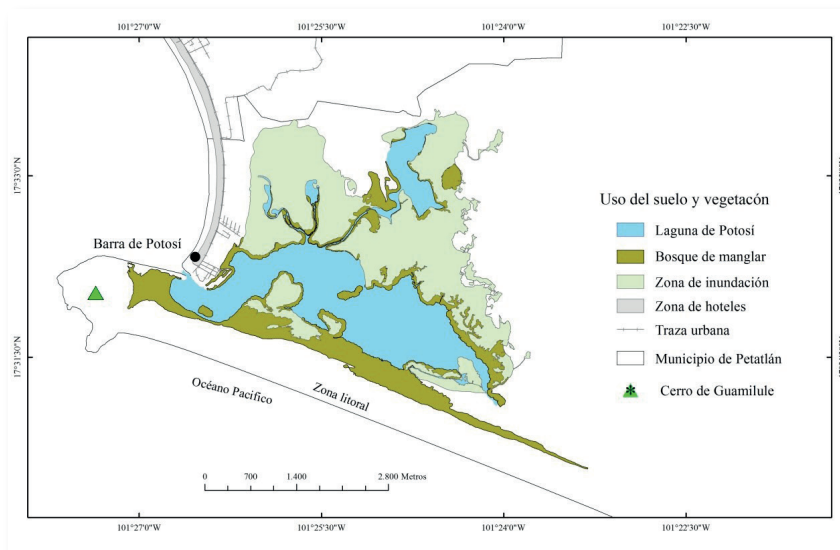 101°27'0"W 101°25'30"W 101°24'0"W 101°22'30"W
17°33'0"N
Uso del suelo y vegetacón
Laguna de Potosí
Barra de Potosí
Bosque de manglar
Zona de inundación
Zona de hoteles
Traza urbana
17°31'30"N
Municipio de Petatlán
Océano Pacifico
Zona litoral
Cerro de Guamilule
0 700 1.400 2.800 Metros
101°27'0"W 101°25'30"W 101°24'0"W 101°22'30"W